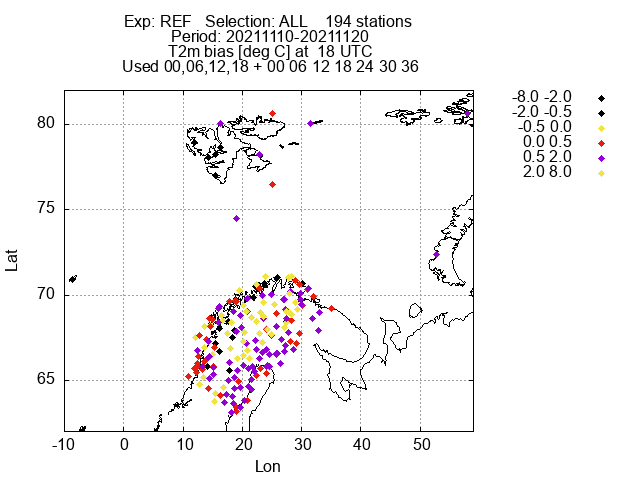 Exp: REF   Selection: ALL    194 stations
Period: 20211110-20211120
T2m bias [deg C] at  18 UTC
Used 00,06,12,18 + 00 06 12 18 24 30 36
-8.0 -2.0
-2.0 -0.5
-0.5 0.0
0.0 0.5
0.5 2.0
2.0 8.0
80
75
70
65
Lat
-10 0 10 20 30 40 50
Lon